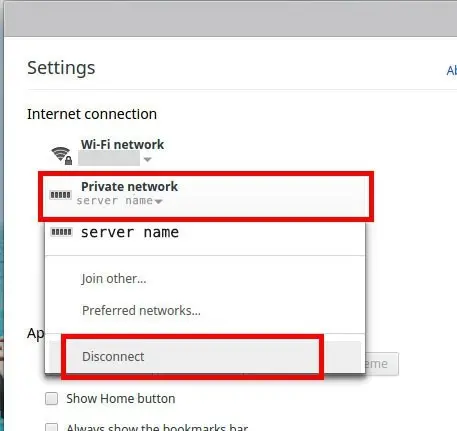 Settings
Ab
Internet connection
Wi-Fi network
Private network
server name
server name
Join other...
Preferred networks...
Ap
Disconnect
eme
Show Home button
Always show the bookmarks bar